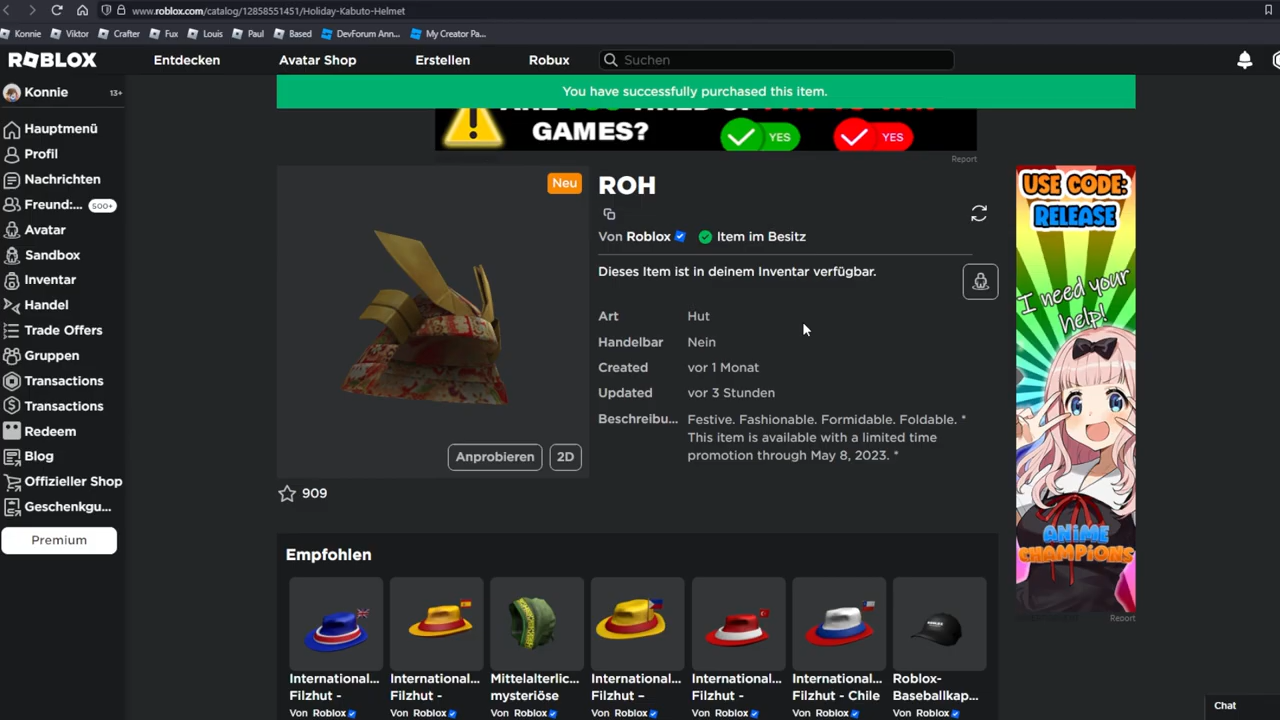 www.roblox.com/catalog/12858551451/Holiday-Kabuto-Helmet
Konnie Viktor Crafter Fux Louis Paul Based DevForum Ann... My Creator Pa...
ROBLOX Entdecken Avatar Shop Erstellen Robux Suchen
Konnie 13+
Hauptmenü
Profil
Nachrichten
Freund:... 500+
Avatar
Sandbox
Inventar
Handel
Trade Offers
Gruppen
Transactions
Transactions
Redeem
Blog
Offizieller Shop
Geschenkgu...
Premium
You have successfully purchased this item.
GAMES? YES YES
Report
Neu
ROH
Von Roblox Item im Besitz
Dieses Item ist in deinem Inventar verfügbar.
Art Hut
Handelbar Nein
Created vor 1 Monat
Updated vor 3 Stunden
Beschreibu... Festive. Fashionable. Formidable. Foldable. *
This item is available with a limited time
promotion through May 8, 2023. *
Anprobieren 2D
909
USE CODE:
RELEASE
I need your
help!
ANIME
CHAMPIONS
ADVERTISEMENT Report
Empfohlen
International... International... Mittelalterlic... International... International... International... Roblox-
Filzhut - Filzhut - mysteriöse Filzhut – Filzhut - Filzhut - Chile Baseballkap...
Von Roblox Von Roblox Von Roblox Von Roblox Von Roblox Von Roblox Von Roblox
Chat